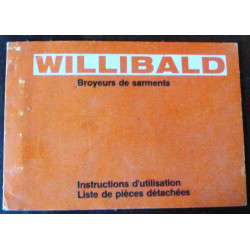 WILLIBALD
Broyeurs de sarments
Instructions d'utilisation
Liste de pièces détachées